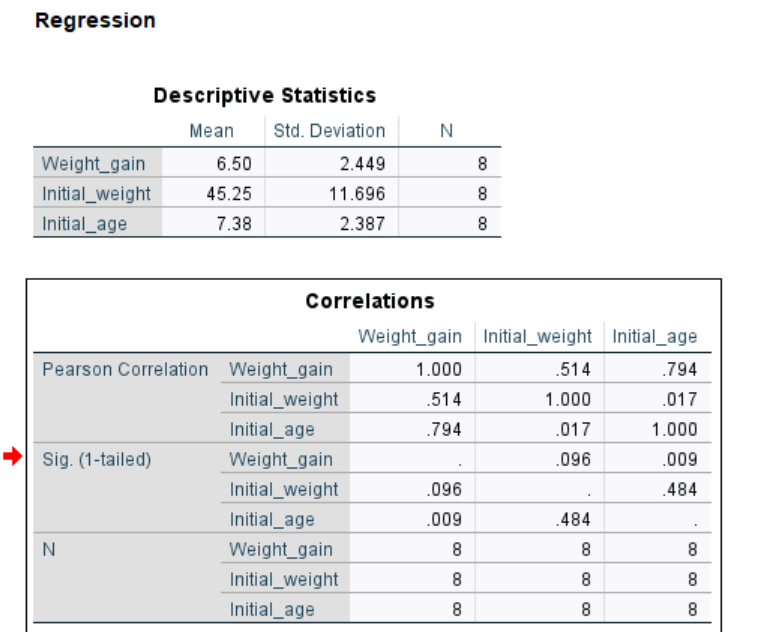 Regression
Descriptive Statistics
Mean Std. Deviation N
Weight_gain 6.50 2.449 8
Initial_weight 45.25 11.696 8
Initial_age 7.38 2.387 8
Correlations
Weight_gain Initial_weight Initial_age
Pearson Correlation Weight_gain 1.000 .514 .794
Initial_weight .514 1.000 .017
Initial_age .794 .017 1.000
Sig. (1-tailed) Weight_gain . .096 .009
Initial_weight .096 . .484
Initial_age .009 .484 .
N Weight_gain 8 8 8
Initial_weight 8 8 8
Initial_age 8 8 8